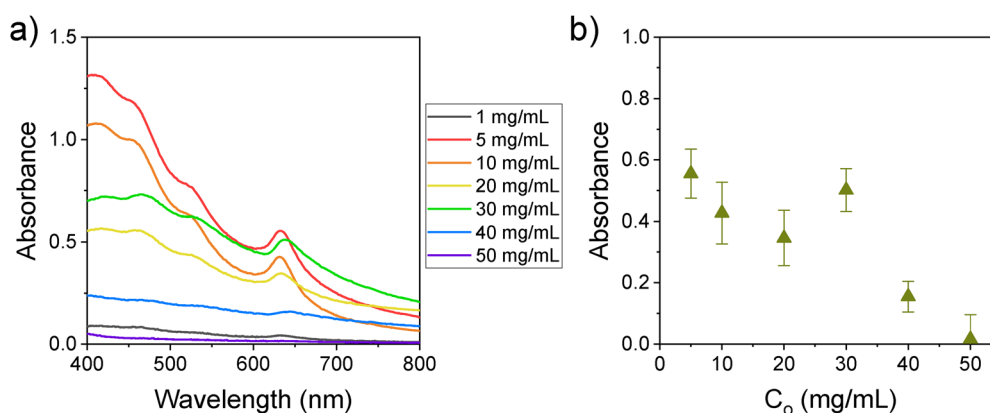 a)
1.5
1.0
0.5
0.0
Absorbance
400 500 600 700 800
Wavelength (nm)
1 mg/mL
5 mg/mL
10 mg/mL
20 mg/mL
30 mg/mL
40 mg/mL
50 mg/mL
b)
1.0
0.8
0.6
0.4
0.2
0.0
Absorbance
0 10 20 30 40 50
Co (mg/mL)